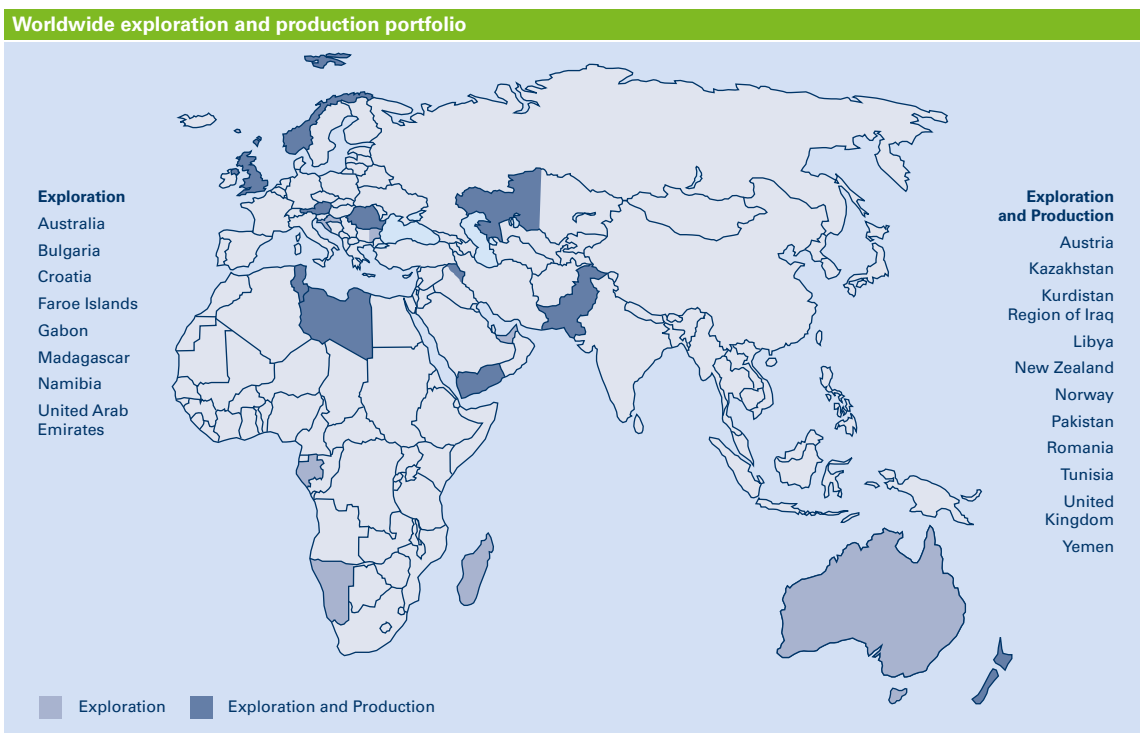 Worldwide exploration and production portfolio
Exploration
Australia
Bulgaria
Croatia
Faroe Islands
Gabon
Madagascar
Namibia
United Arab
Emirates
Exploration
and Production
Austria
Kazakhstan
Kurdistan
Region of Iraq
Libya
New Zealand
Norway
Pakistan
Romania
Tunisia
United
Kingdom
Yemen
Exploration
Exploration and Production